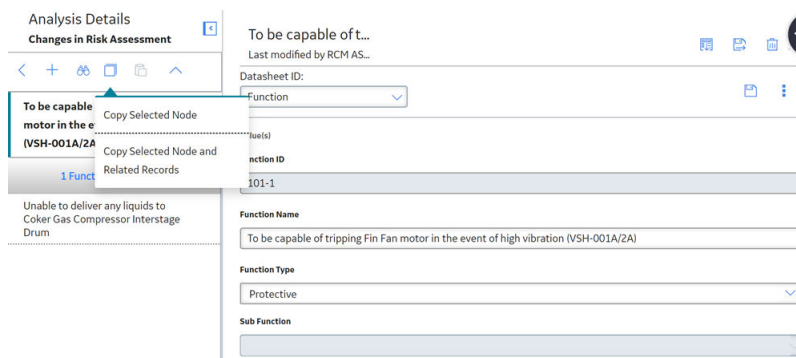 Analysis Details
Changes in Risk Assessment
To be capable
motor in the e
(VSH-001A/2A
1 Funct
Copy Selected Node
Copy Selected Node and
Related Records
Unable to deliver any liquids to
Coker Gas Compressor Interstage
Drum
To be capable of t...
Last modified by RCM AS...
Datasheet ID:
Function
lue(s)
nction ID
101-1
Function Name
To be capable of tripping Fin Fan motor in the event of high vibration (VSH-001A/2A)
Function Type
Protective
Sub Function